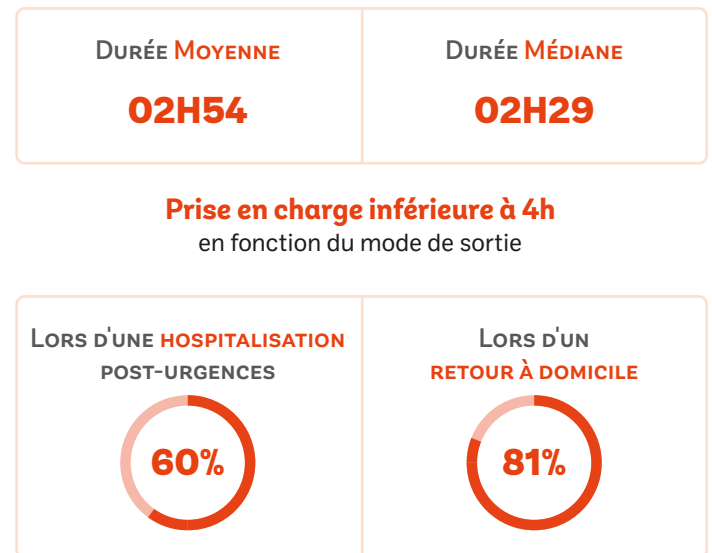 Durée Moyenne
02H54
Durée Médiane
02H29
Prise en charge inférieure à 4h
en fonction du mode de sortie
Lors d'une hospitalisation
post-urgences
60%
Lors d'un
retour à domicile
81%